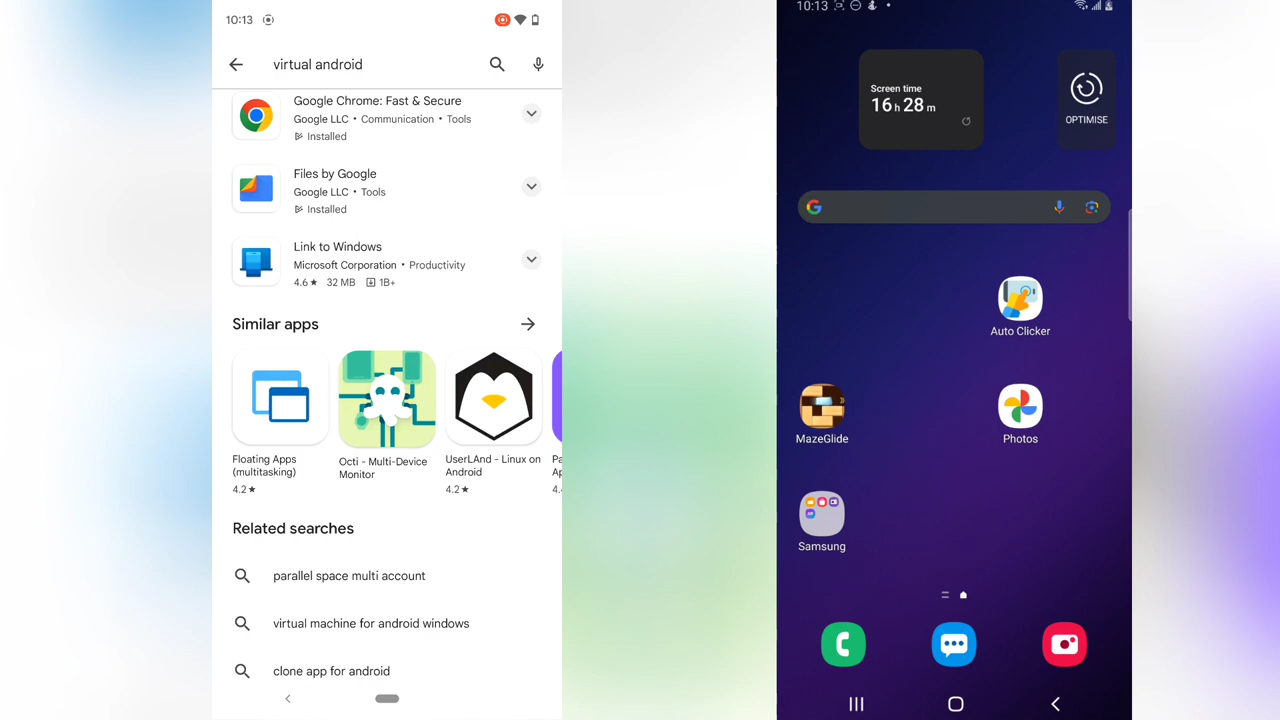 10:13
virtual android
Google Chrome: Fast & Secure
Google LLC • Communication • Tools
Installed
Files by Google
Google LLC • Tools
Installed
Link to Windows
Microsoft Corporation • Productivity
4.6★ 32 MB 1B+
Similar apps
Floating Apps
(multitasking)
4.2★
Octi - Multi-Device
Monitor
UserLAnd - Linux on
Android
4.2★
Related searches
parallel space multi account
virtual machine for android windows
clone app for android
10:13
Screen time
16 h 28 m
OPTIMISE
Auto Clicker
MazeGlide
Photos
Samsung